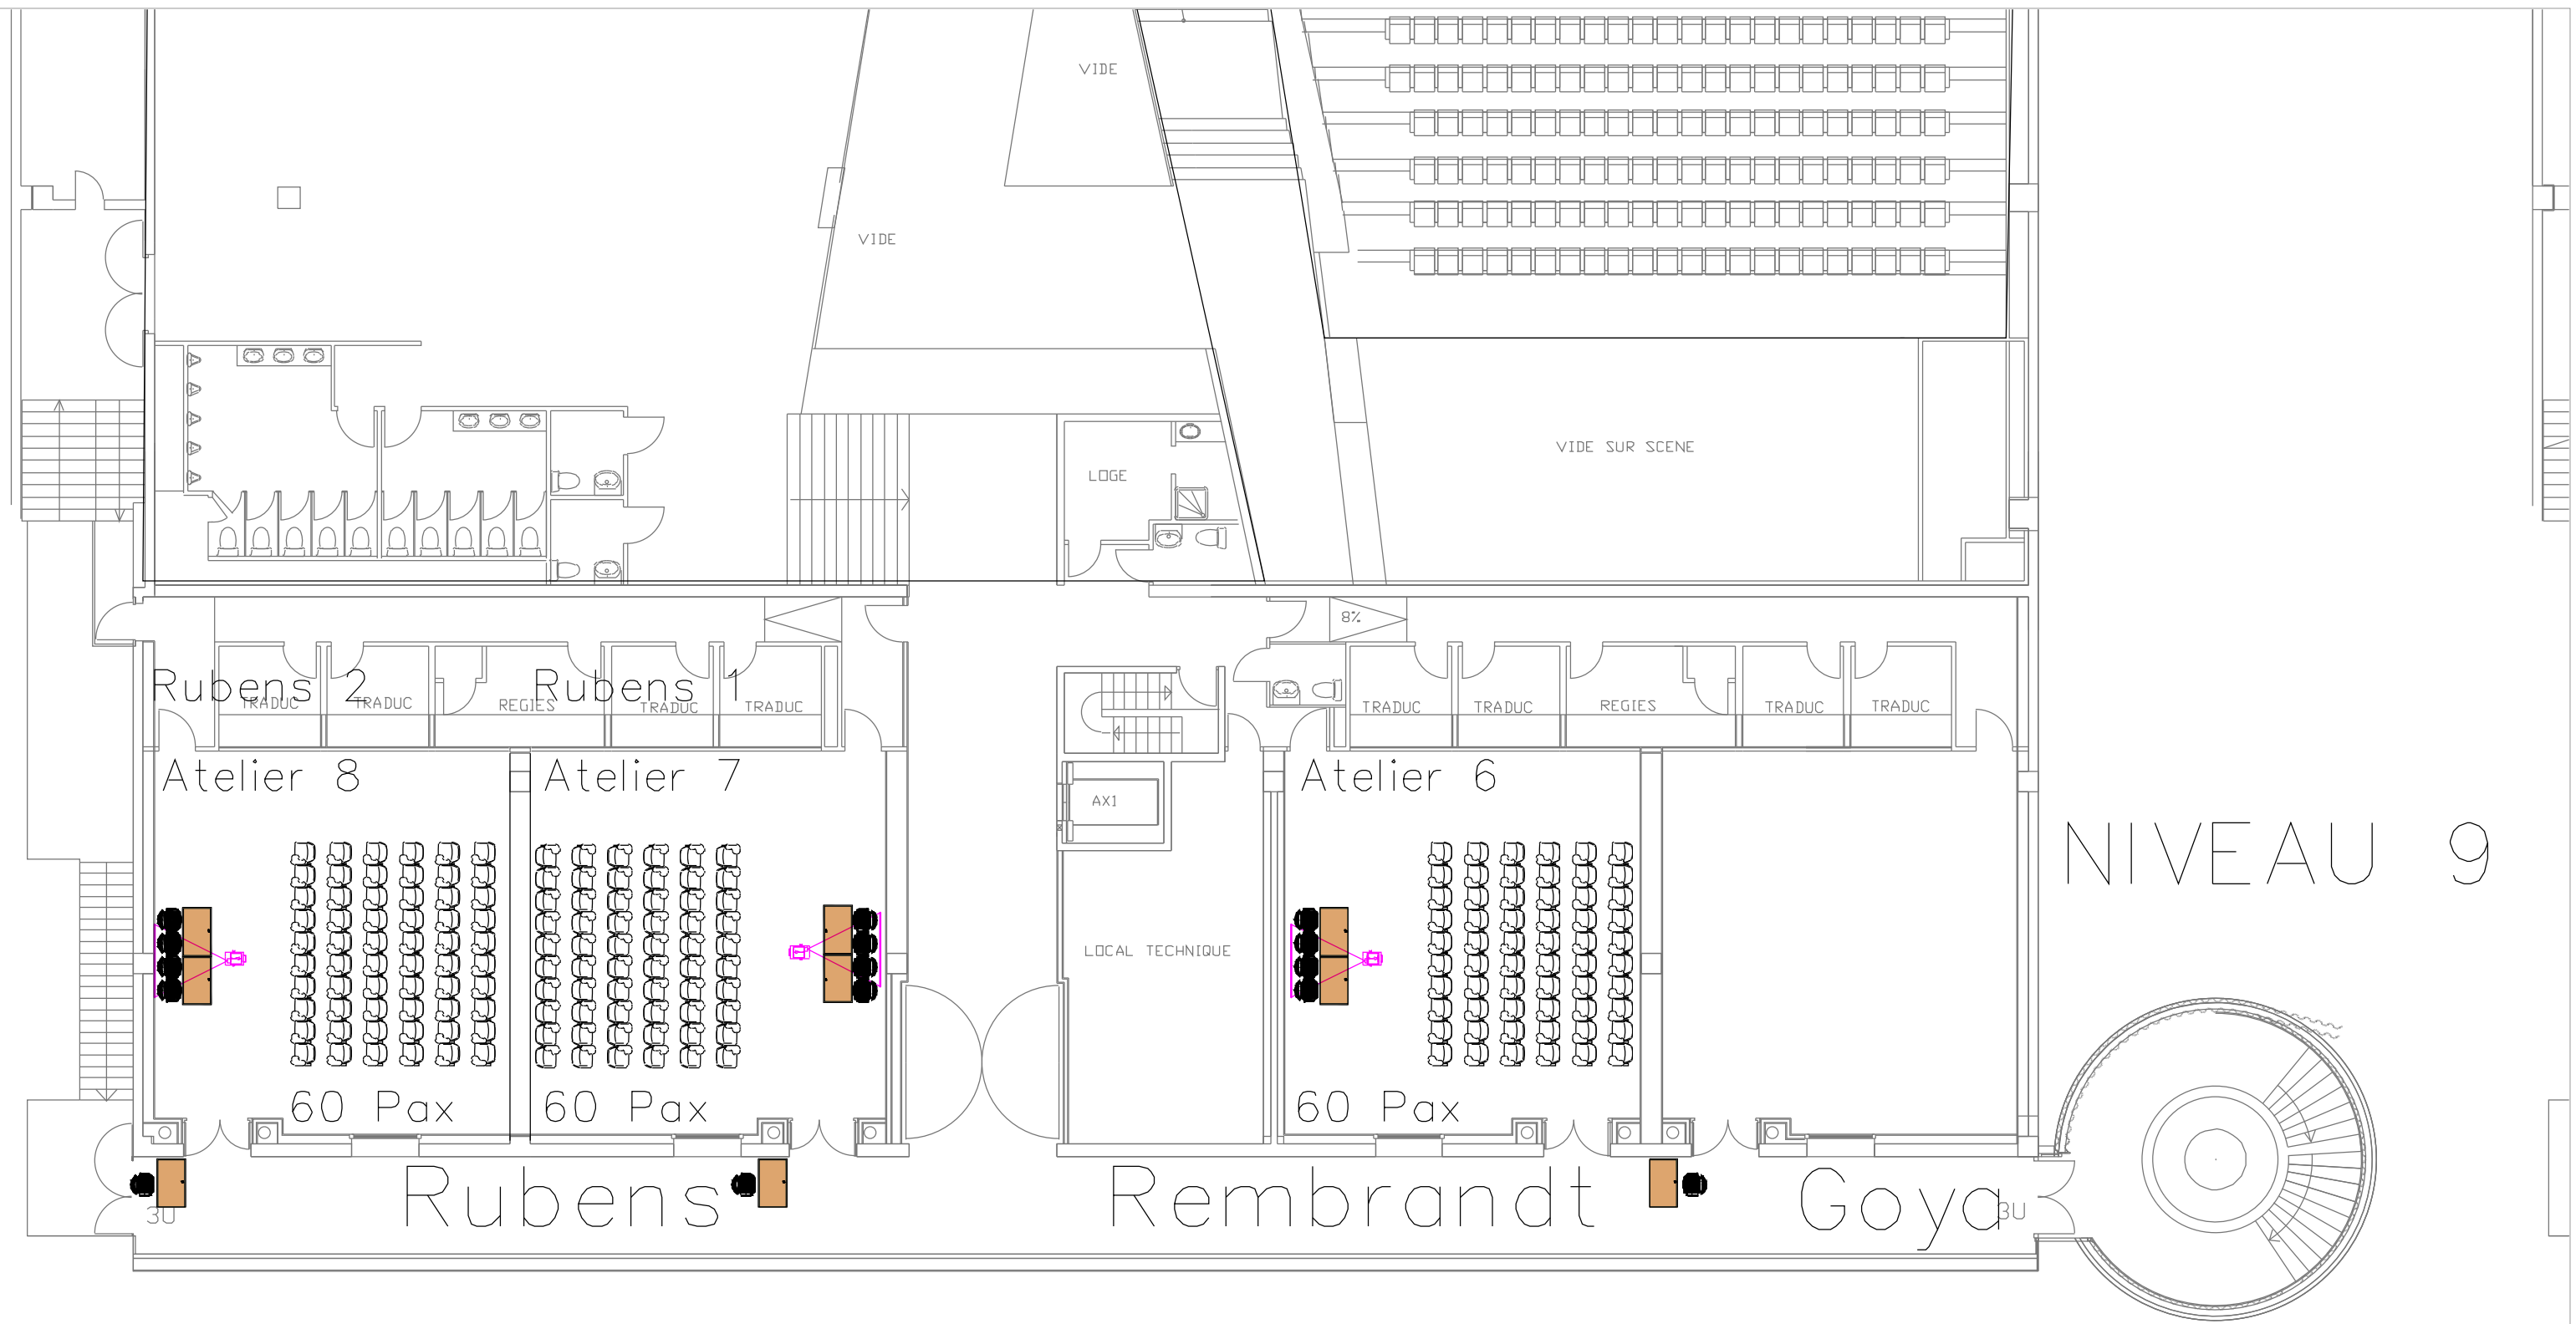 VIDE
VIDE
VIDE SUR SCENE
LOGE
8%
Rubens 2
Rubens 1
TRADUC
TRADUC
REGIES
TRADUC
TRADUC
TRADUC
TRADUC
REGIES
TRADUC
TRADUC
Atelier 8
Atelier 7
Atelier 6
AX1
NIVEAU 9
LOCAL TECHNIQUE
60 Pax
60 Pax
60 Pax
Rubens
Rembrandt
Goya
3U
3U